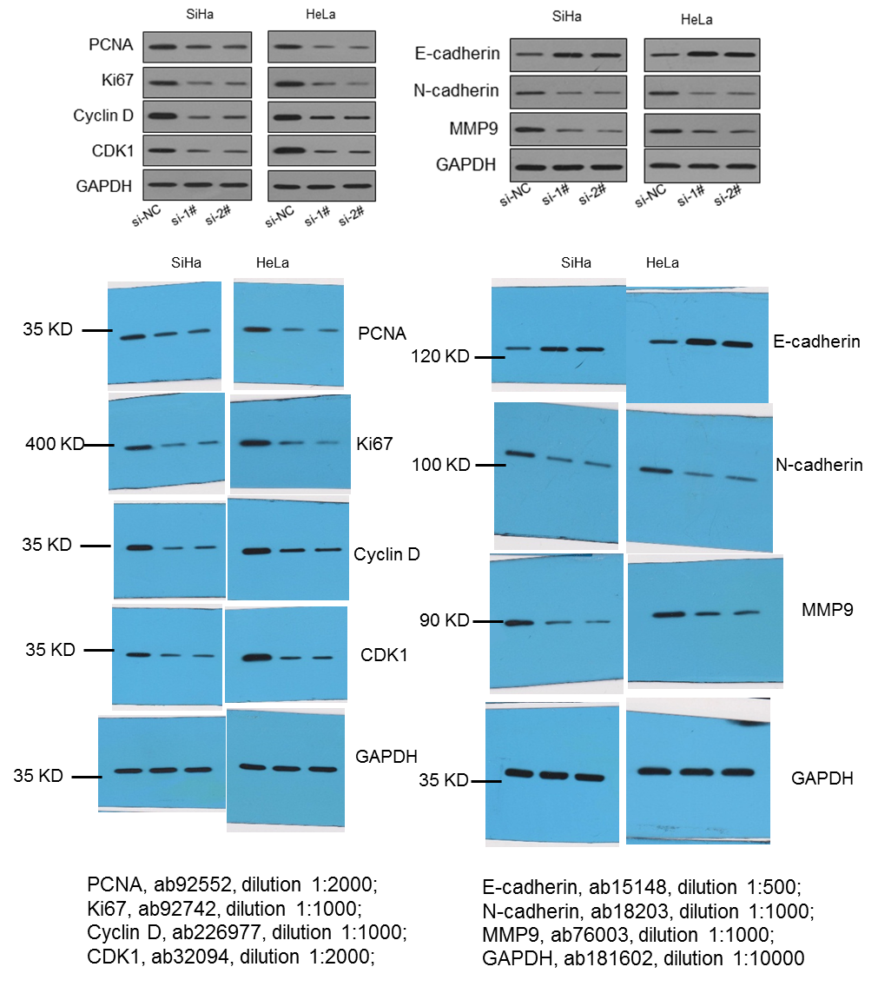 SiHa
HeLa
PCNA
Ki67
Cyclin D
CDK1
GAPDH
si-NC
si-1#
si-2#
si-NC
si-1#
si-2#
SiHa
HeLa
E-cadherin
N-cadherin
MMP9
GAPDH
si-NC
si-1#
si-2#
si-NC
si-1#
si-2#
SiHa
HeLa
35 KD
PCNA
400 KD
Ki67
35 KD
Cyclin D
35 KD
CDK1
35 KD
GAPDH
SiHa
HeLa
120 KD
E-cadherin
100 KD
N-cadherin
90 KD
MMP9
35 KD
GAPDH
PCNA, ab92552, dilution 1:2000;
Ki67, ab92742, dilution 1:1000;
Cyclin D, ab226977, dilution 1:1000;
CDK1, ab32094, dilution 1:2000;
E-cadherin, ab15148, dilution 1:500;
N-cadherin, ab18203, dilution 1:1000;
MMP9, ab76003, dilution 1:1000;
GAPDH, ab181602, dilution 1:10000